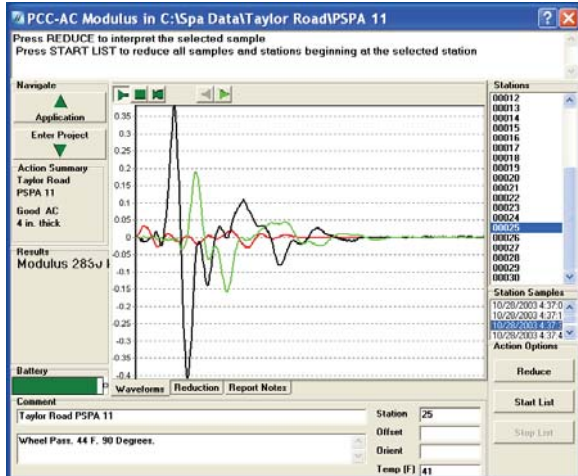 PCC-AC Modulus in C:\Spa Data\Taylor Road\PSPA 11
Press REDUCE to interpret the selected sample
Press START LIST to reduce all samples and stations beginning at the selected station
Navigate
Application
Enter Project
Action Summary
Taylor Road
PSPA 11
Good AC
4 in. thick
Results
Modulus
Battery
0.35
0.3
0.25
0.2
0.15
0.1
0.05
0
-0.05
-0.1
-0.15
-0.2
-0.25
-0.3
-0.35
-0.4
Waveforms
Reduction
Report Notes
Stations
00012
00013
00014
00015
00016
00017
00018
00019
00020
00021
00022
00023
00024
00025
00026
00027
00028
00029
00030
Station Samples
10/28/2003 4:37:0
10/28/2003 4:37:1
10/28/2003 4:37:3
10/28/2003 4:37:4
Action Options
Reduce
Start List
Stop List
Comment
Taylor Road PSPA 11
Wheel Pass. 44 F. 90 Degrees.
Station 25
Offset
Orient
Temp (F) 41